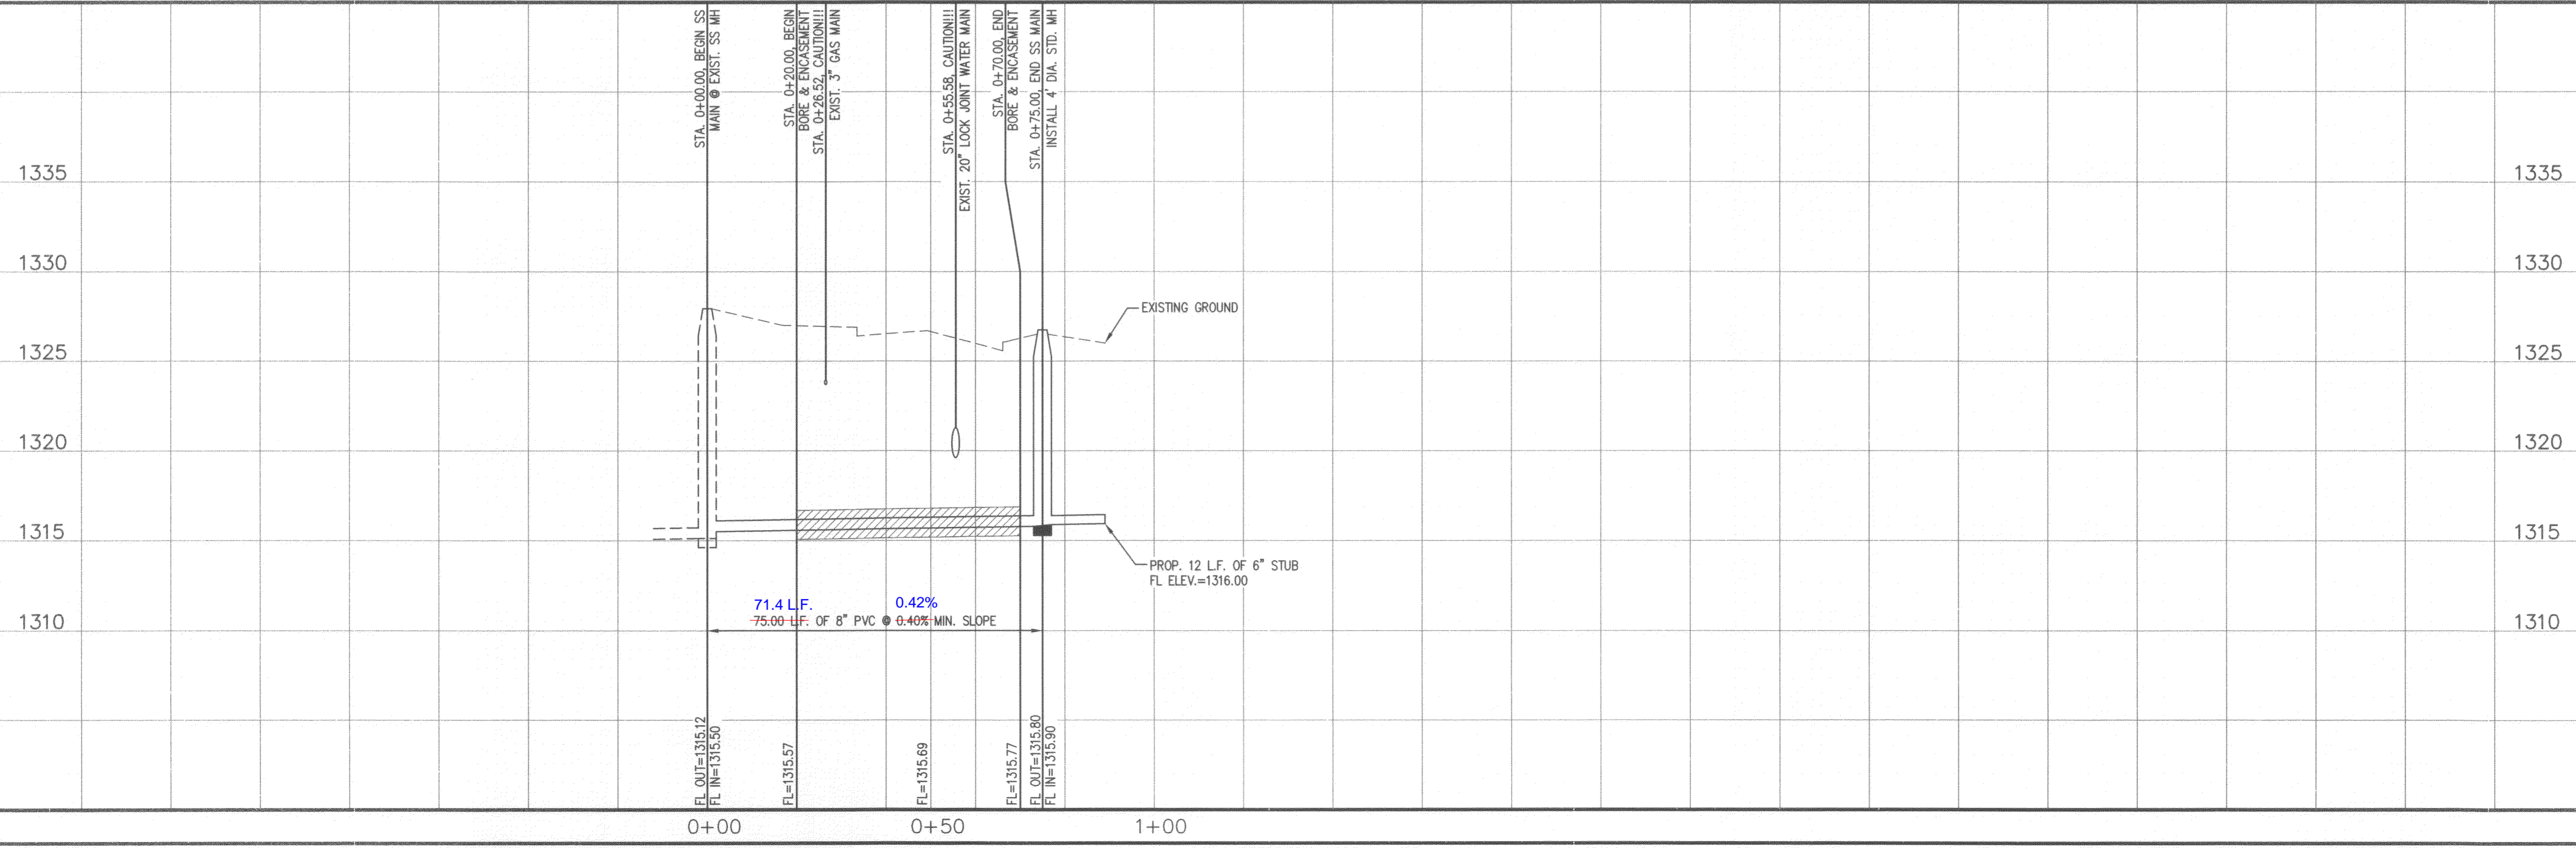 STA. 0+00.00, BEGIN SS
MAIN @ EXIST. SS MH
STA. 0+20.00, BEGIN
BORE & ENCASEMENT
STA. 0+26.52, CAUTION!!!
EXIST. 3" GAS MAIN
STA. 0+55.58, CAUTION!!!
EXIST. 20" LOCK JOINT WATER MAIN
STA. 0+70.00, END
BORE & ENCASEMENT
STA. 0+75.00, END SS MAIN
INSTALL 4' DIA. STD. MH
1335
1335
1330
1330
EXISTING GROUND
1325
1325
1320
1320
1315
1315
PROP. 12 L.F. OF 6" STUB
FL ELEV.=1316.00
71.4 L.F.
0.42%
75.00 L.F. OF 8" PVC @ 0.40% MIN. SLOPE
1310
1310
FL OUT=1315.12
FL IN=1315.50
FL=1315.57
FL=1315.69
FL=1315.77
FL OUT=1315.80
FL IN=1315.90
0+00
0+50
1+00